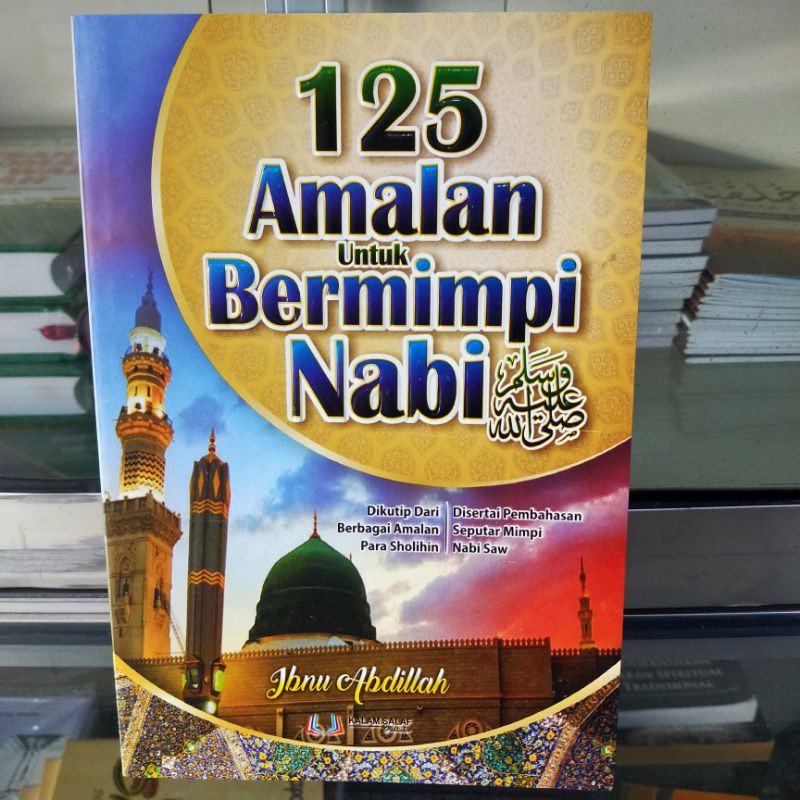 125
Amalan
Untuk
Bermimpi
Nabi ﷺ
Dikutip Dari
Berbagai Amalan
Para Sholihin
Disertai Pembahasan
Seputar Mimpi
Nabi Saw
Ibnu Abdillah
KALAM SALAF